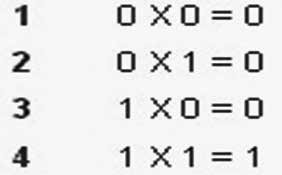 1 0 X 0 = 0
2 0 X 1 = 0
3 1 X 0 = 0
4 1 X 1 = 1